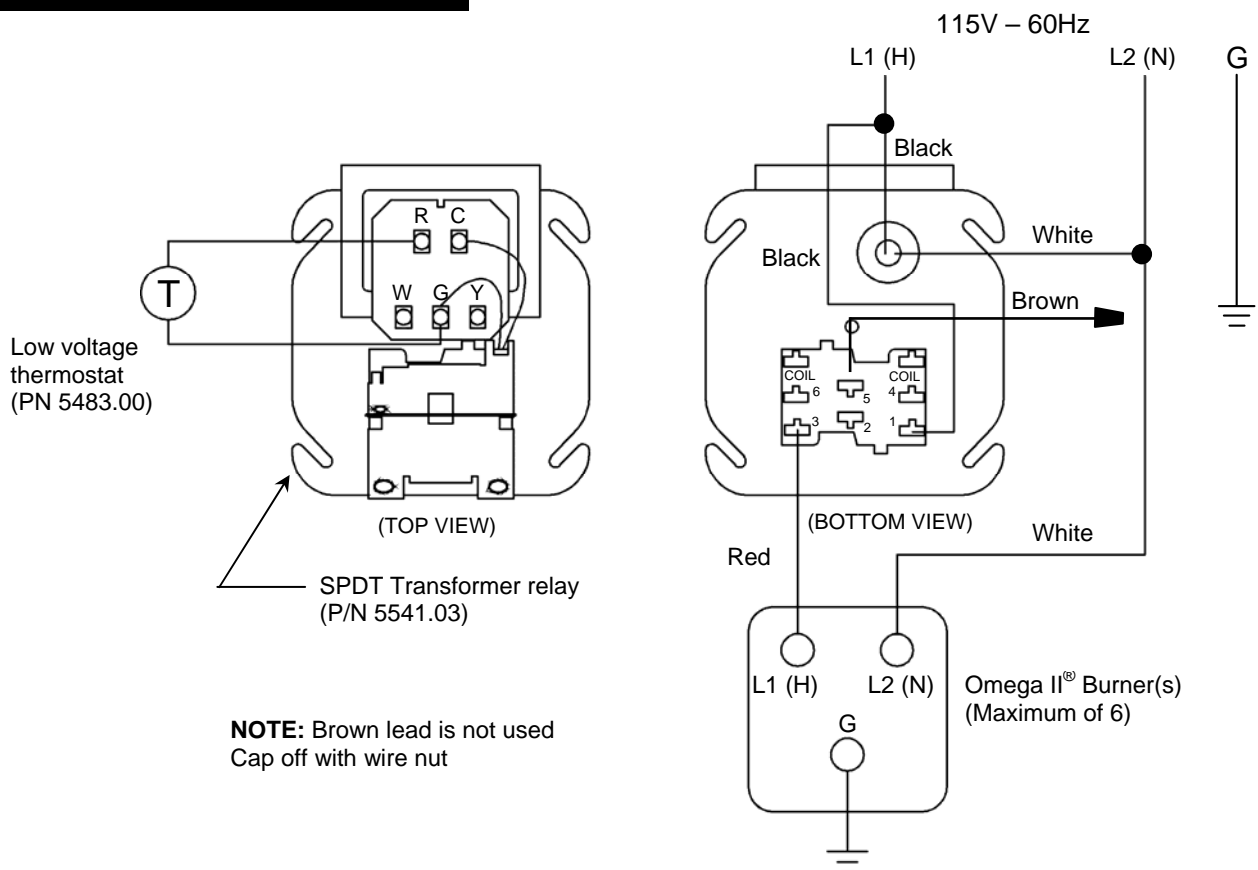 115V – 60Hz
L1 (H)
L2 (N)
G
Black
R C
W G Y
T
Low voltage
thermostat
(PN 5483.00)
(TOP VIEW)
SPDT Transformer relay
(P/N 5541.03)
NOTE: Brown lead is not used
Cap off with wire nut
White
Black
Brown
COIL
COIL
6
5
4
3
2
1
(BOTTOM VIEW)
White
Red
L1 (H)
L2 (N)
G
Omega II® Burner(s)
(Maximum of 6)